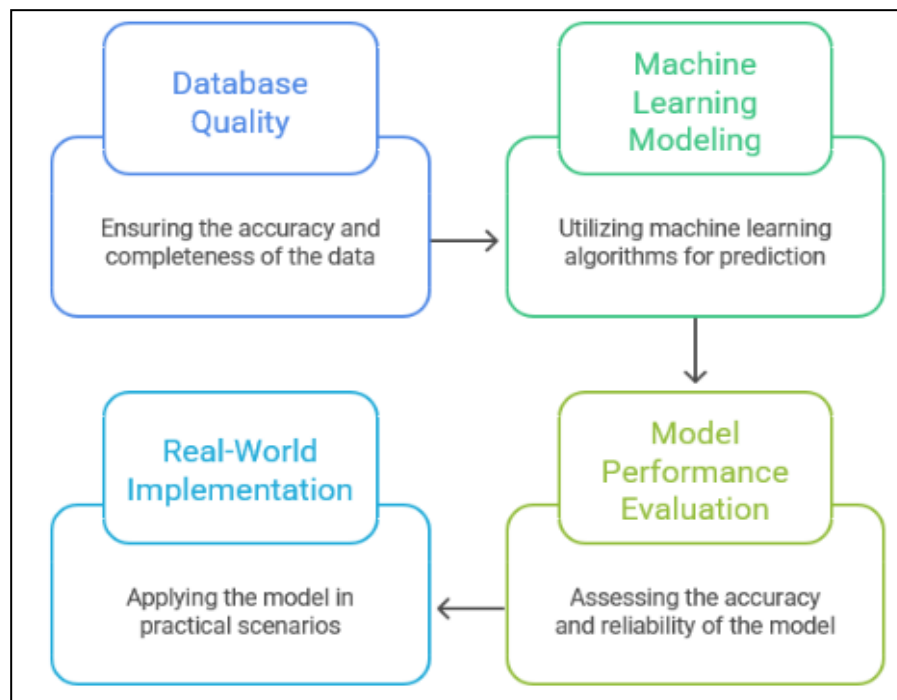 Database
Quality
Ensuring the accuracy and
completeness of the data
Machine
Learning
Modeling
Utilizing machine learning
algorithms for prediction
Model
Performance
Evaluation
Assessing the accuracy
and reliability of the model
Real-World
Implementation
Applying the model in
practical scenarios